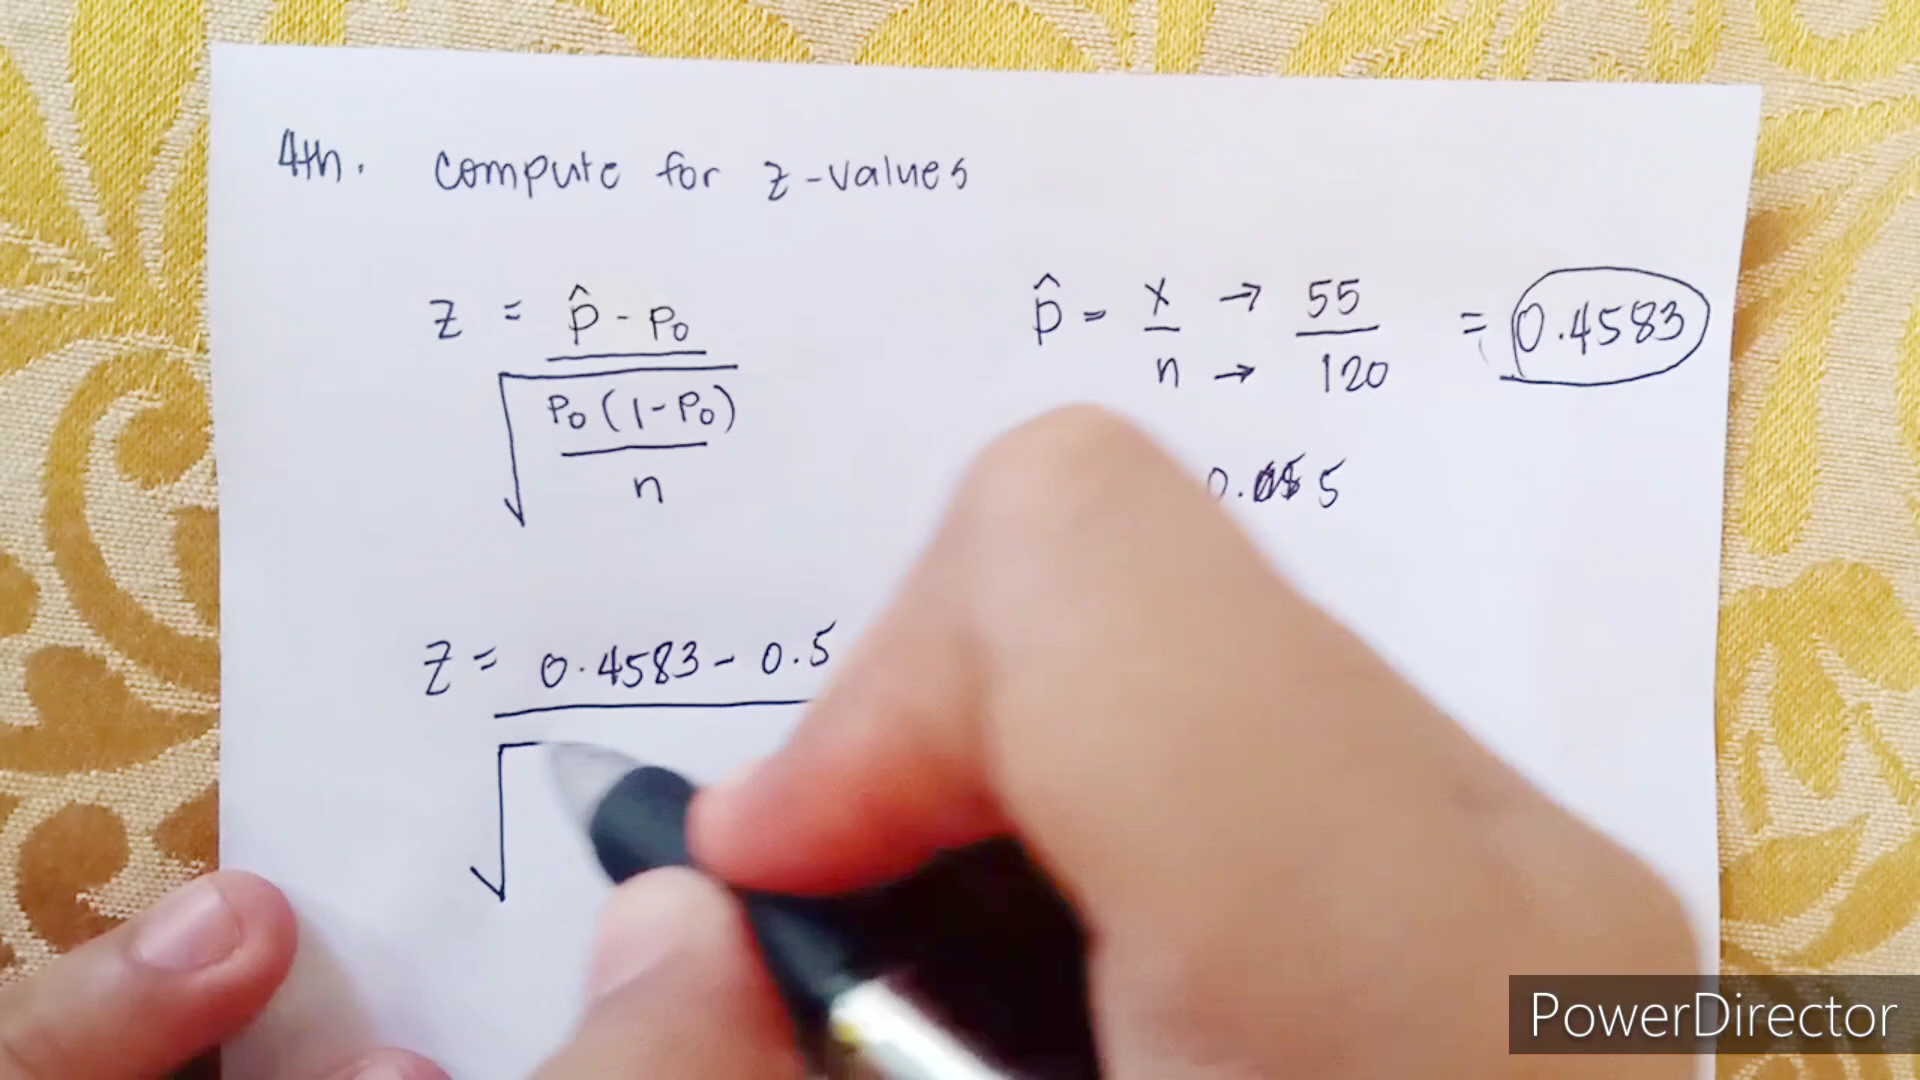 4th. Compute for z-values
z = p̂ - p₀
√ p₀(1-p₀)
n
p̂ = x → 55 = 0.4583
n → 120
0. 5
z = 0.4583 - 0.5
PowerDirector